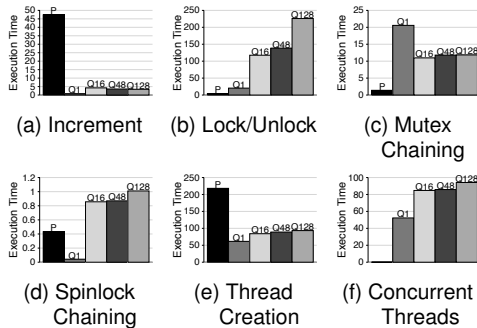 Execution Time
50
45
40
35
30
25
20
15
10
5
0
P
Q1
Q16
Q48
Q128
(a) Increment
Execution Time
250
200
150
100
50
0
P
Q1
Q16
Q48
Q128
(b) Lock/Unlock
Execution Time
25
20
15
10
5
0
P
Q1
Q16
Q48
Q128
(c) Mutex
Chaining
Execution Time
1.2
1
0.8
0.6
0.4
0.2
0
P
Q1
Q16
Q48
Q128
(d) Spinlock
Chaining
Execution Time
250
200
150
100
50
0
P
Q1
Q16
Q48
Q128
(e) Thread
Creation
Execution Time
100
80
60
40
20
0
Q1
Q16
Q48
Q128
(f) Concurrent
Threads